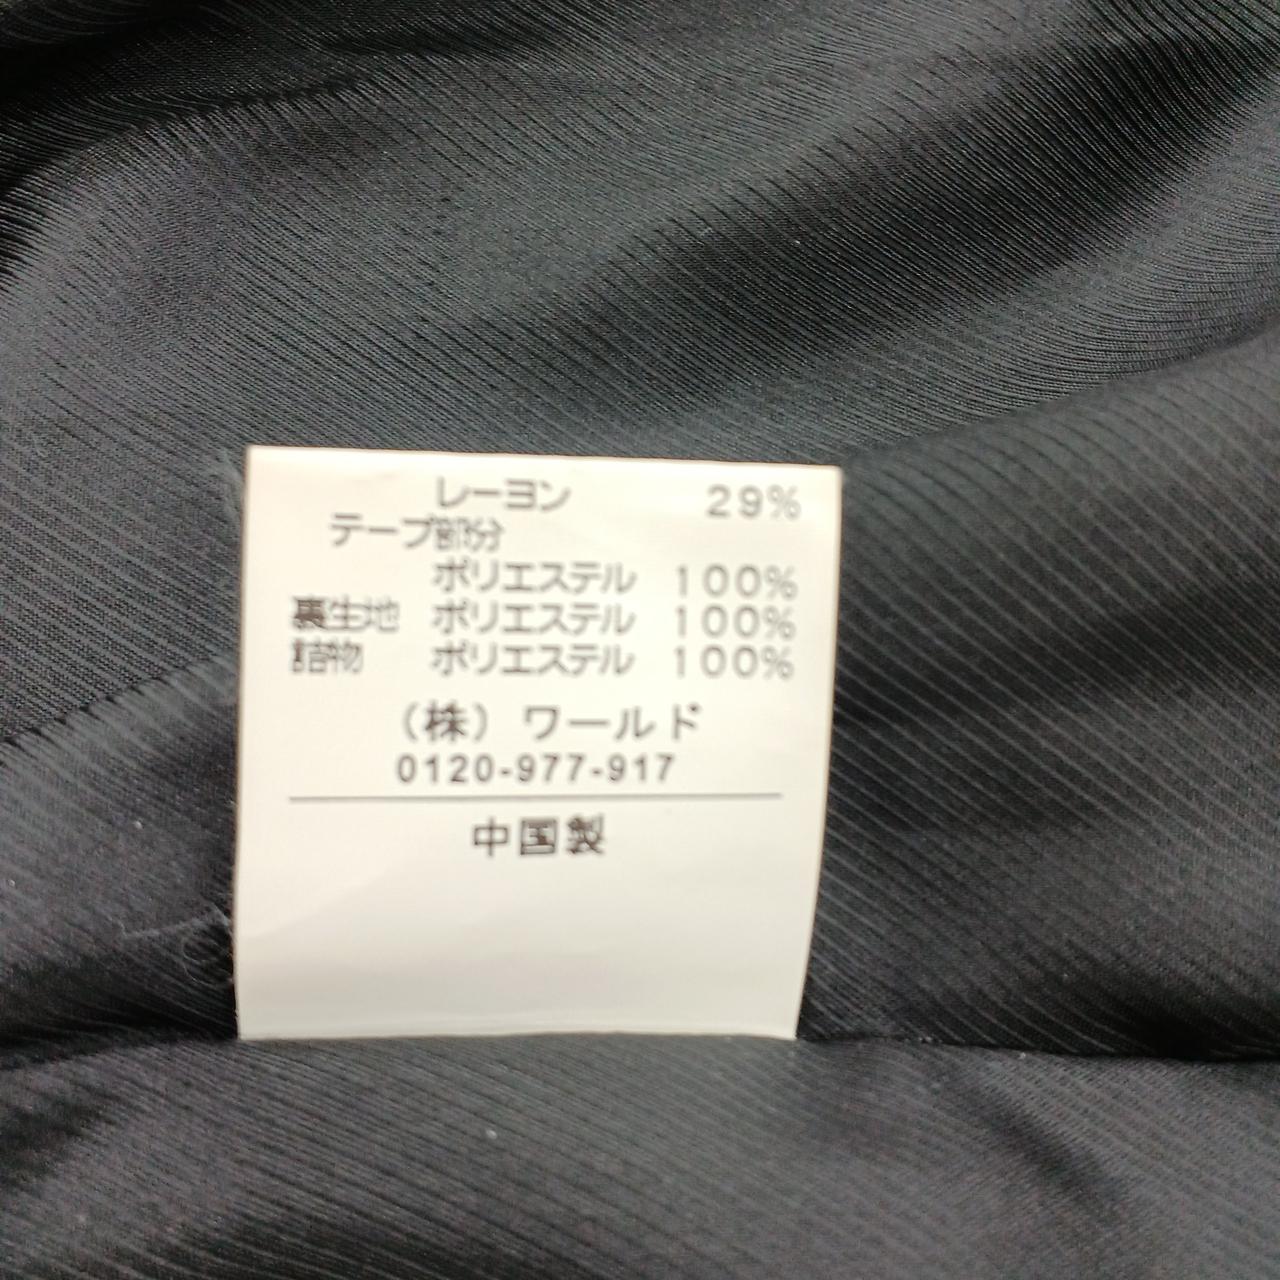 レーヨン 29%
テープ部分
ポリエステル 100%
裏生地 ポリエステル 100%
詰物 ポリエステル 100%
(株) ワールド
0120-977-917
中国製